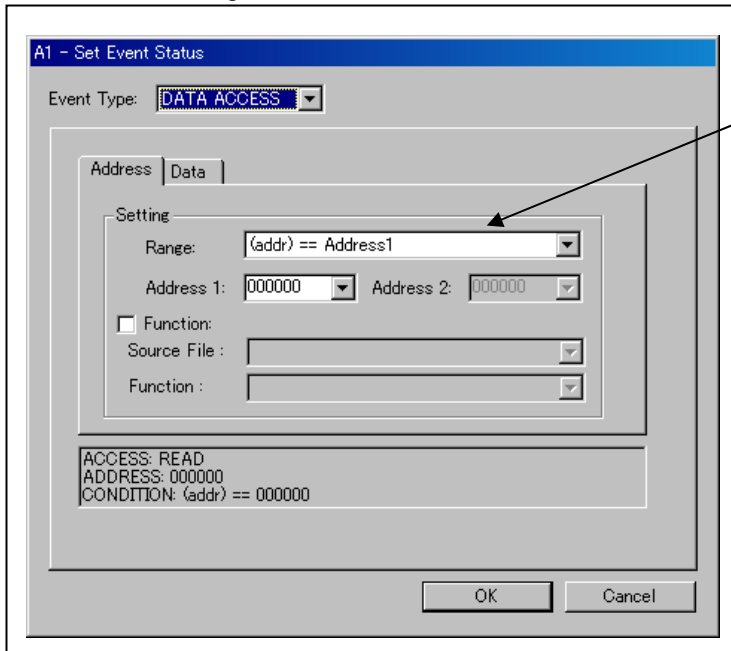 A1 - Set Event Status
Event Type: DATA ACCESS
Address Data
Setting
Range: (addr) == Address1
Address 1: 000000 Address 2: 000000
Function:
Source File :
Function :
ACCESS: READ
ADDRESS: 000000
CONDITION: (addr) == 000000
OK Cancel